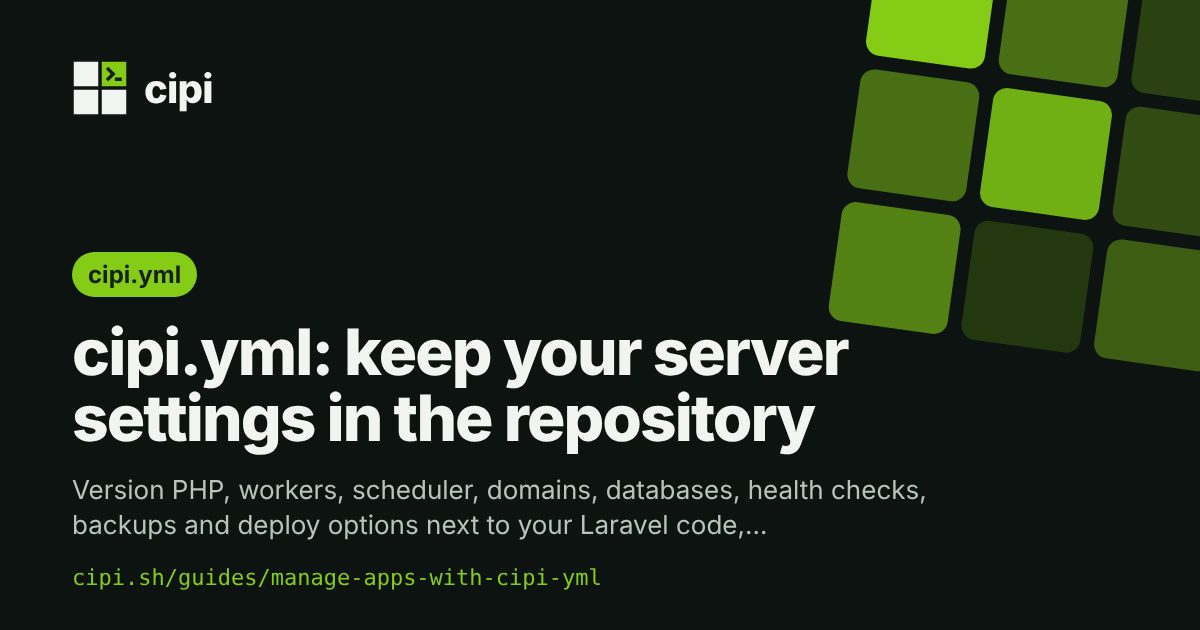 cipi
cipi.yml
cipi.yml: keep your server
settings in the repository
Version PHP, workers, scheduler, domains, databases, health checks,
backups and deploy options next to your Laravel code,...
cipi.sh/guides/manage-apps-with-cipi-yml